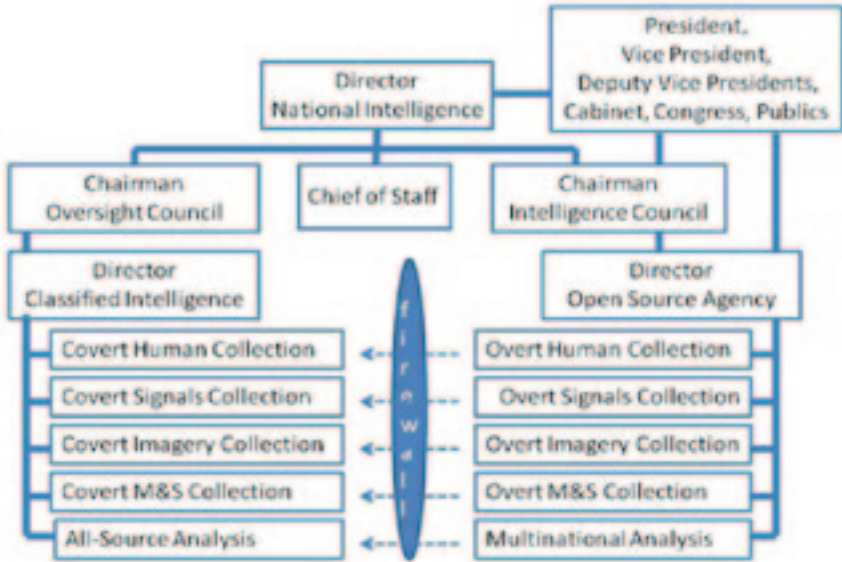 President,
Vice President,
Deputy Vice Presidents,
Cabinet, Congress, Publics
Director
National Intelligence
Chairman
Oversight Council
Chief of Staff
Chairman
Intelligence Council
Director
Classified Intelligence
Director
Open Source Agency
firewall
Covert Human Collection
Overt Human Collection
Covert Signals Collection
Overt Signals Collection
Covert Imagery Collection
Overt Imagery Collection
Covert M&S Collection
Overt M&S Collection
All-Source Analysis
Multinational Analysis